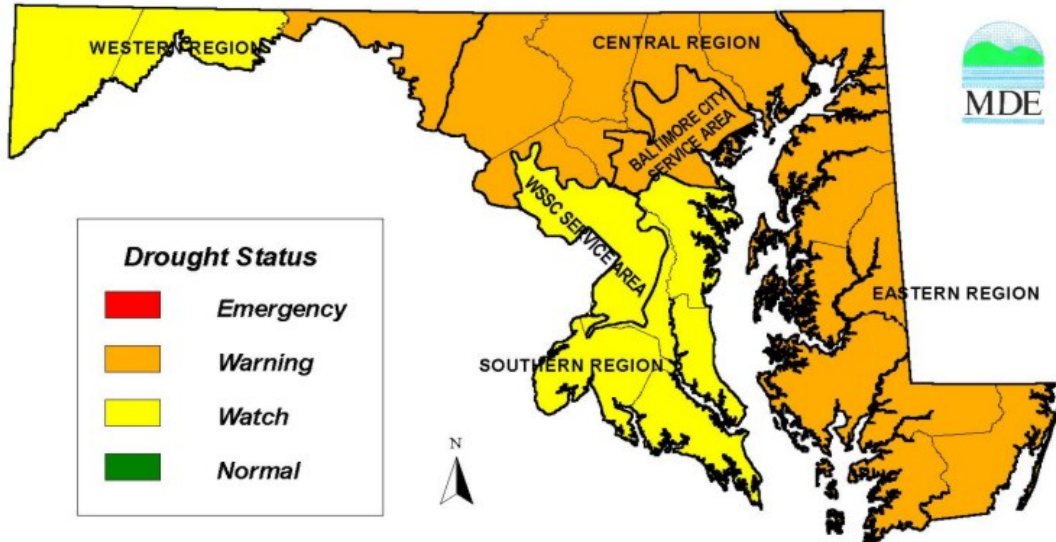 WESTERN REGION
CENTRAL REGION
MDE
BALTIMORE CITY
SERVICE AREA
WSSC SERVICE AREA
Drought Status
Emergency
Warning
Watch
Normal
EASTERN REGION
SOUTHERN REGION
N